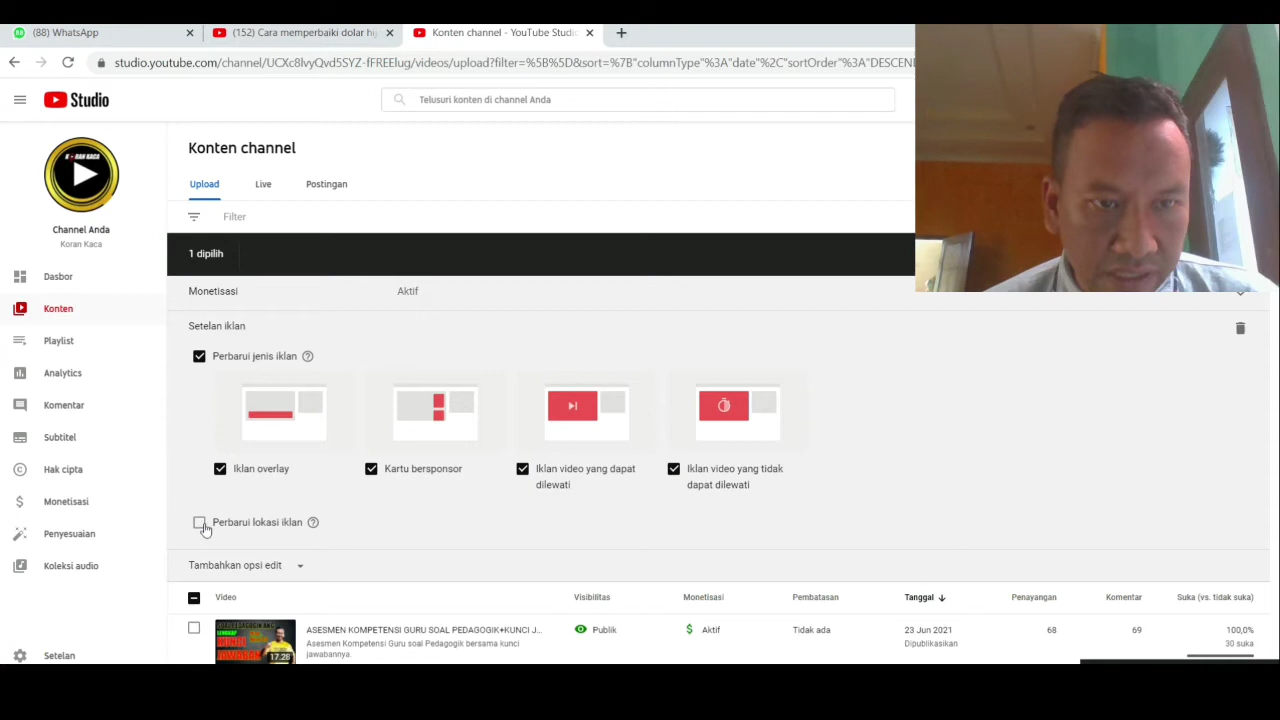 (88) WhatsApp
(152) Cara memperbaiki dolar hij
Konten channel - YouTube Studio
studio.youtube.com/channel/UCXc8lvyQvd5SYZ-fFREElug/videos/upload?filter=%5B%5D&sort=%7B"columnType"%3A"date"%2C"sortOrder"%3A"DESCEND
Studio
Telusuri konten di channel Anda
Konten channel
Upload
Live
Postingan
Filter
Channel Anda
Koran Kaca
Dasbor
Konten
Playlist
Analytics
Komentar
Subtitel
Hak cipta
Monetisasi
Penyesuaian
Koleksi audio
Setelan
1 dipilih
Monetisasi
Aktif
Setelan iklan
Perbarui jenis iklan
Iklan overlay
Kartu bersponsor
Iklan video yang dapat
dilewati
Iklan video yang tidak
dapat dilewati
Perbarui lokasi iklan
Tambahkan opsi edit
Video
Visibilitas
Monetisasi
Pembatasan
Tanggal
Penayangan
Komentar
Suka (vs. tidak suka)
LENGKAP
KUNCI
17.28
ASESMEN KOMPETENSI GURU SOAL PEDAGOGIK+KUNCI J...
Asesmen Kompetensi Guru soal Pedagogik bersama kunci
jawabannya.
Publik
Aktif
Tidak ada
23 Jun 2021
Dipublikasikan
68
69
100,0%
30 suka